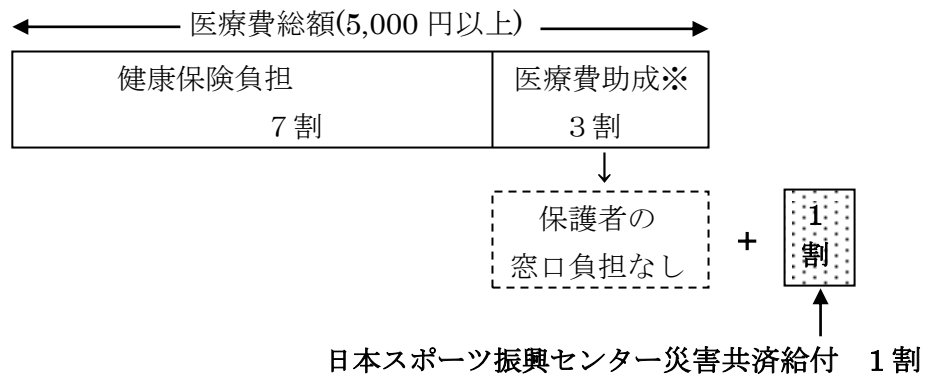 医療費総額(5,000 円以上)
健康保険負担 医療費助成※
７割 ３割
↓
保護者の
窓口負担なし
+
1
割
日本スポーツ振興センター災害共済給付　1 割